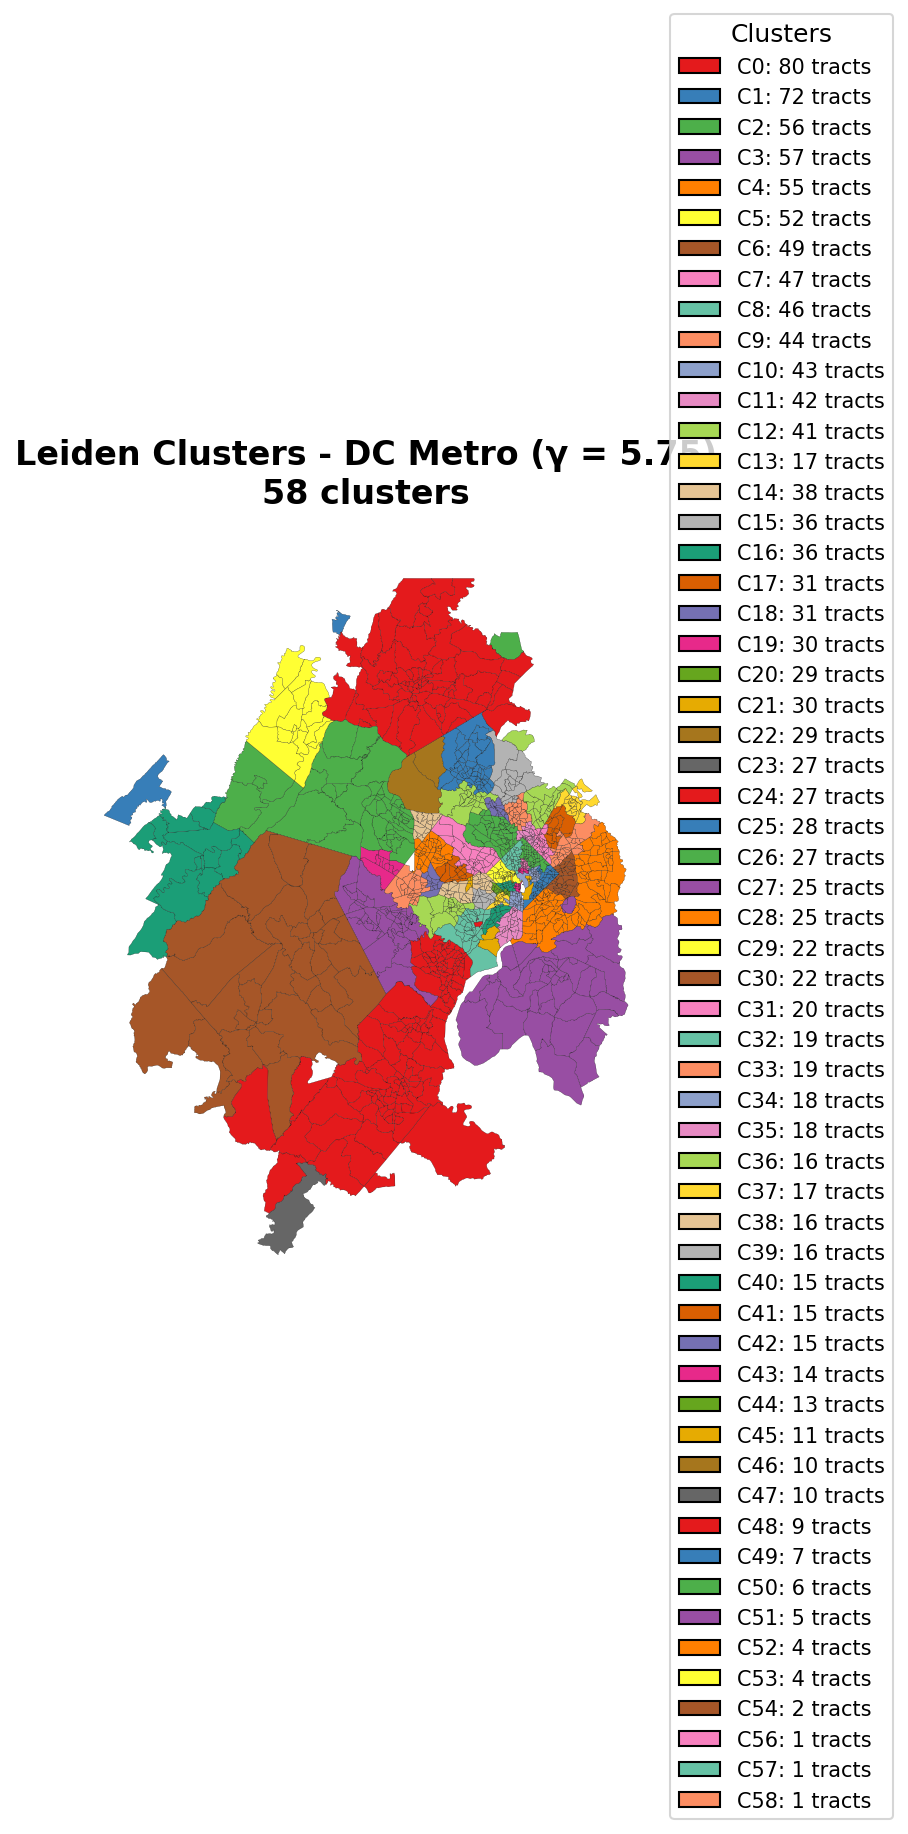 Leiden Clusters - DC Metro (γ = 5.75)
58 clusters
Clusters
C0: 80 tracts
C1: 72 tracts
C2: 56 tracts
C3: 57 tracts
C4: 55 tracts
C5: 52 tracts
C6: 49 tracts
C7: 47 tracts
C8: 46 tracts
C9: 44 tracts
C10: 43 tracts
C11: 42 tracts
C12: 41 tracts
C13: 17 tracts
C14: 38 tracts
C15: 36 tracts
C16: 36 tracts
C17: 31 tracts
C18: 31 tracts
C19: 30 tracts
C20: 29 tracts
C21: 30 tracts
C22: 29 tracts
C23: 27 tracts
C24: 27 tracts
C25: 28 tracts
C26: 27 tracts
C27: 25 tracts
C28: 25 tracts
C29: 22 tracts
C30: 22 tracts
C31: 20 tracts
C32: 19 tracts
C33: 19 tracts
C34: 18 tracts
C35: 18 tracts
C36: 16 tracts
C37: 17 tracts
C38: 16 tracts
C39: 16 tracts
C40: 15 tracts
C41: 15 tracts
C42: 15 tracts
C43: 14 tracts
C44: 13 tracts
C45: 11 tracts
C46: 10 tracts
C47: 10 tracts
C48: 9 tracts
C49: 7 tracts
C50: 6 tracts
C51: 5 tracts
C52: 4 tracts
C53: 4 tracts
C54: 2 tracts
C56: 1 tracts
C57: 1 tracts
C58: 1 tracts